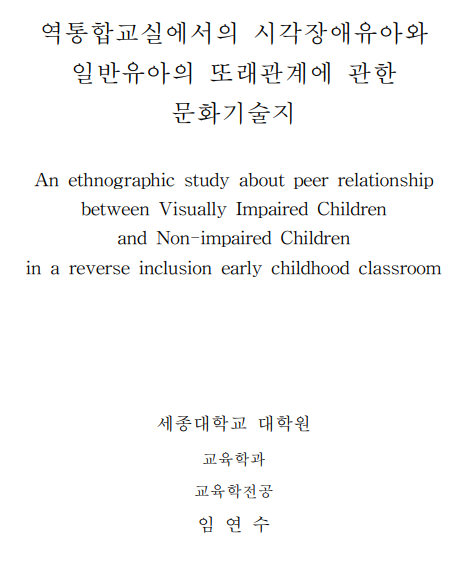 역통합교실에서의 시각장애유아와
일반유아의 또래관계에 관한
문화기술지
An ethnographic study about peer relationship
between Visually Impaired Children
and Non-impaired Children
in a reverse inclusion early childhood classroom
세종대학교 대학원
교육학과
교육학전공
임 연 수